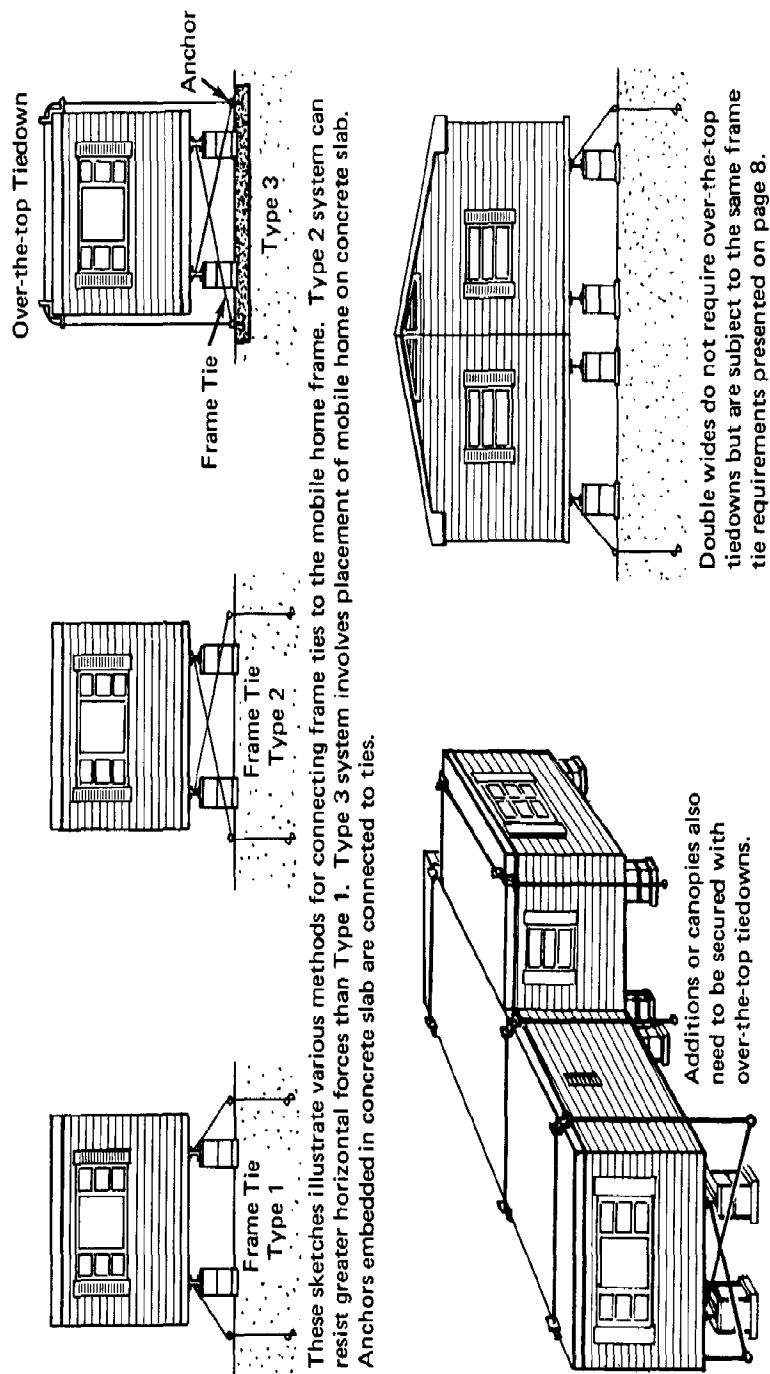 Over-the-top Tiedown
Anchor
Frame Tie
Frame Tie
Type 1
Frame Tie
Type 2
Type 3
These sketches illustrate various methods for connecting frame ties to the mobile home frame. Type 2 system can
resist greater horizontal forces than Type 1. Type 3 system involves placement of mobile home on concrete slab.
Anchors embedded in concrete slab are connected to ties.
Additions or canopies also
need to be secured with
over-the-top tiedowns.
Double wides do not require over-the-top
tiedowns but are subject to the same frame
tie requirements presented on page 8.